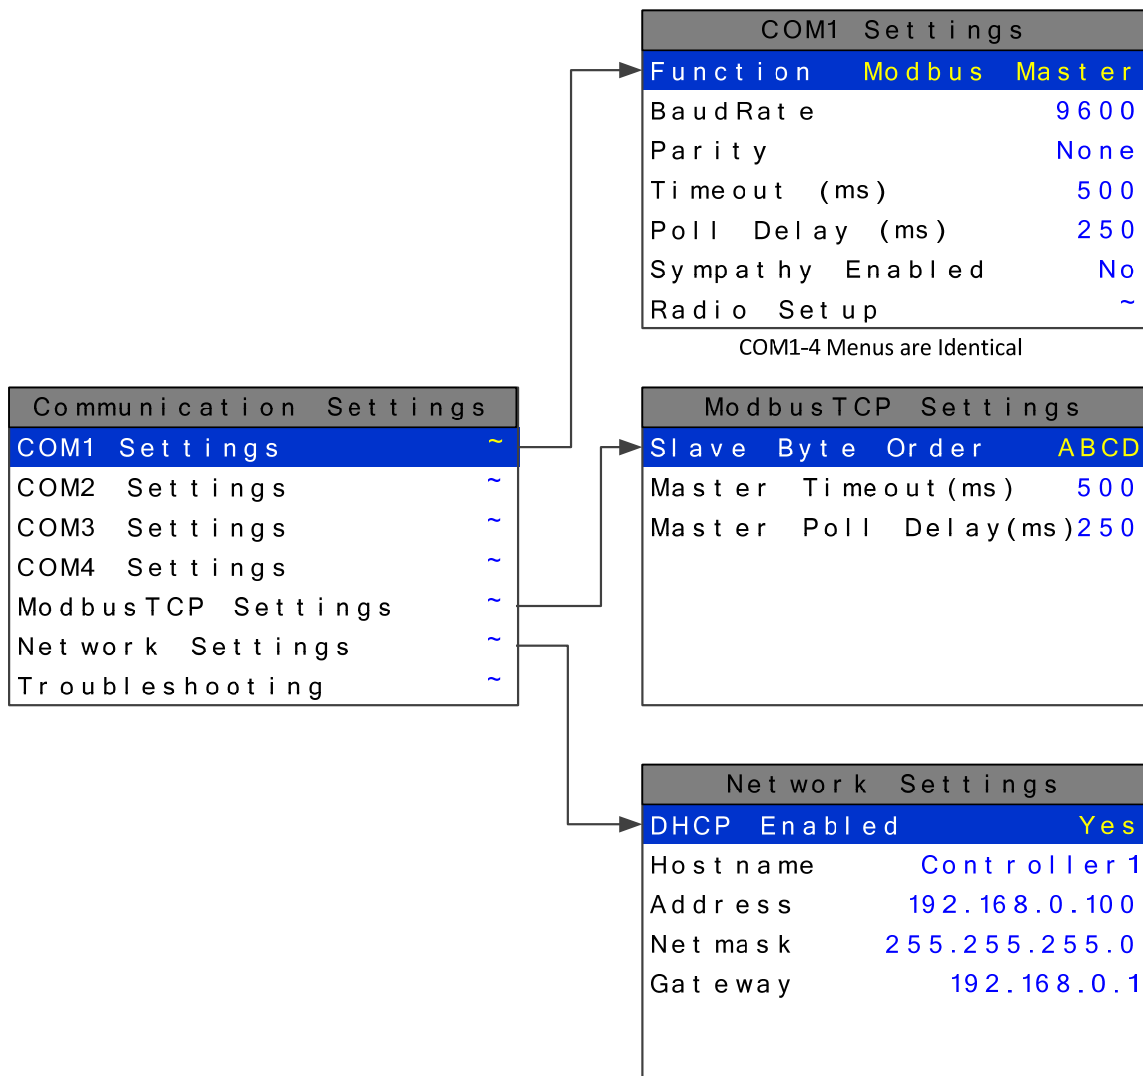 COM1 Settings
Function Modbus Master
BaudRate 9600
Parity None
Timeout (ms) 500
Poll Delay (ms) 250
Sympathy Enabled No
Radio Setup ~
COM1-4 Menus are Identical
Communication Settings
COM1 Settings ~
COM2 Settings ~
COM3 Settings ~
COM4 Settings ~
ModbusTCP Settings ~
Network Settings ~
Troubleshooting ~
ModbusTCP Settings
Slave Byte Order ABCD
Master Timeout(ms) 500
Master Poll Delay(ms)250
Network Settings
DHCP Enabled Yes
Hostname Controller1
Address 192.168.0.100
Netmask 255.255.255.0
Gateway 192.168.0.1